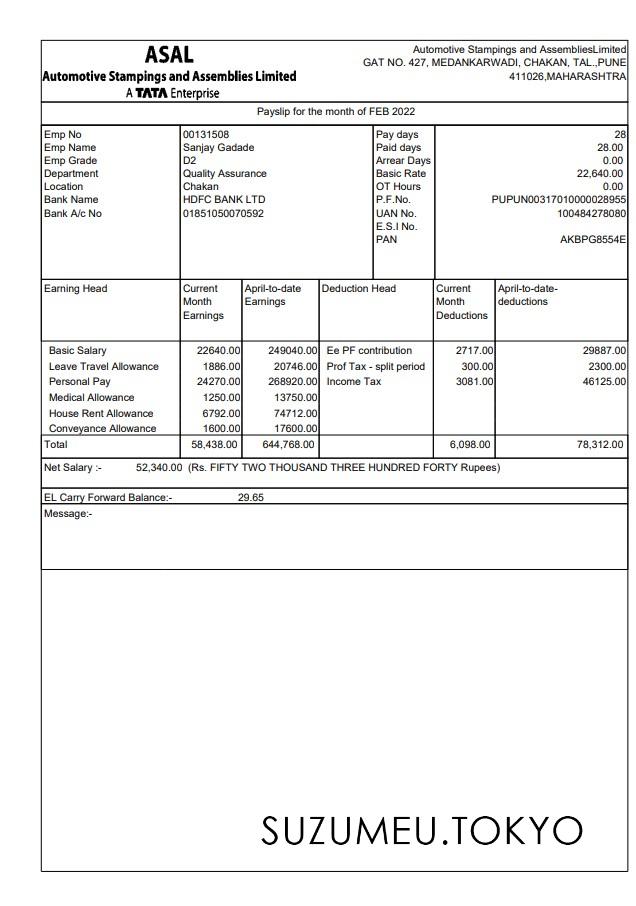 ASAL
Automotive Stampings and Assemblies Limited
A TATA Enterprise
Automotive Stampings and AssembliesLimited
GAT NO. 427, MEDANKARWADI, CHAKAN, TAL.,PUNE
411026,MAHARASHTRA
Payslip for the month of FEB 2022
Emp No 00131508 Pay days 28
Emp Name Sanjay Gadade Paid days 28.00
Emp Grade D2 Arrear Days 0.00
Department Quality Assurance Basic Rate 22,640.00
Location Chakan OT Hours 0.00
Bank Name HDFC BANK LTD P.F.No. PUPUN00317010000028955
Bank A/c No 01851050070592 UAN No. 100484278080
E.S.I No.
PAN AKBPG8554E
Earning Head Current April-to-date Deduction Head Current April-to-date-
Month Earnings Month deductions
Earnings Deductions
Basic Salary 22640.00 249040.00 Ee PF contribution 2717.00 29887.00
Leave Travel Allowance 1886.00 20746.00 Prof Tax - split period 300.00 2300.00
Personal Pay 24270.00 268920.00 Income Tax 3081.00 46125.00
Medical Allowance 1250.00 13750.00
House Rent Allowance 6792.00 74712.00
Conveyance Allowance 1600.00 17600.00
Total 58,438.00 644,768.00 6,098.00 78,312.00
Net Salary :- 52,340.00 (Rs. FIFTY TWO THOUSAND THREE HUNDRED FORTY Rupees)
EL Carry Forward Balance:- 29.65
Message:-
SUZUMEU.TOKYO